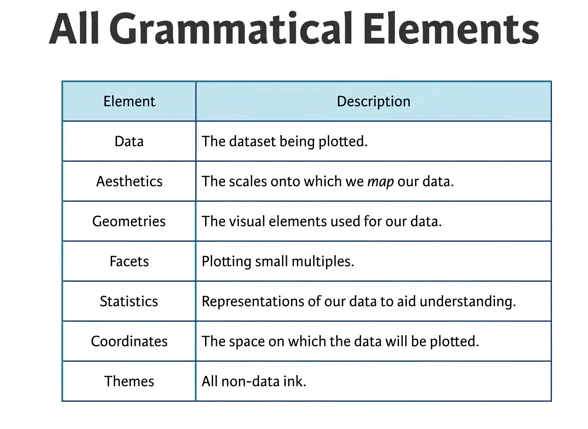 All Grammatical Elements
Element Description
Data The dataset being plotted.
Aesthetics The scales onto which we map our data.
Geometries The visual elements used for our data.
Facets Plotting small multiples.
Statistics Representations of our data to aid understanding.
Coordinates The space on which the data will be plotted.
Themes All non-data ink.